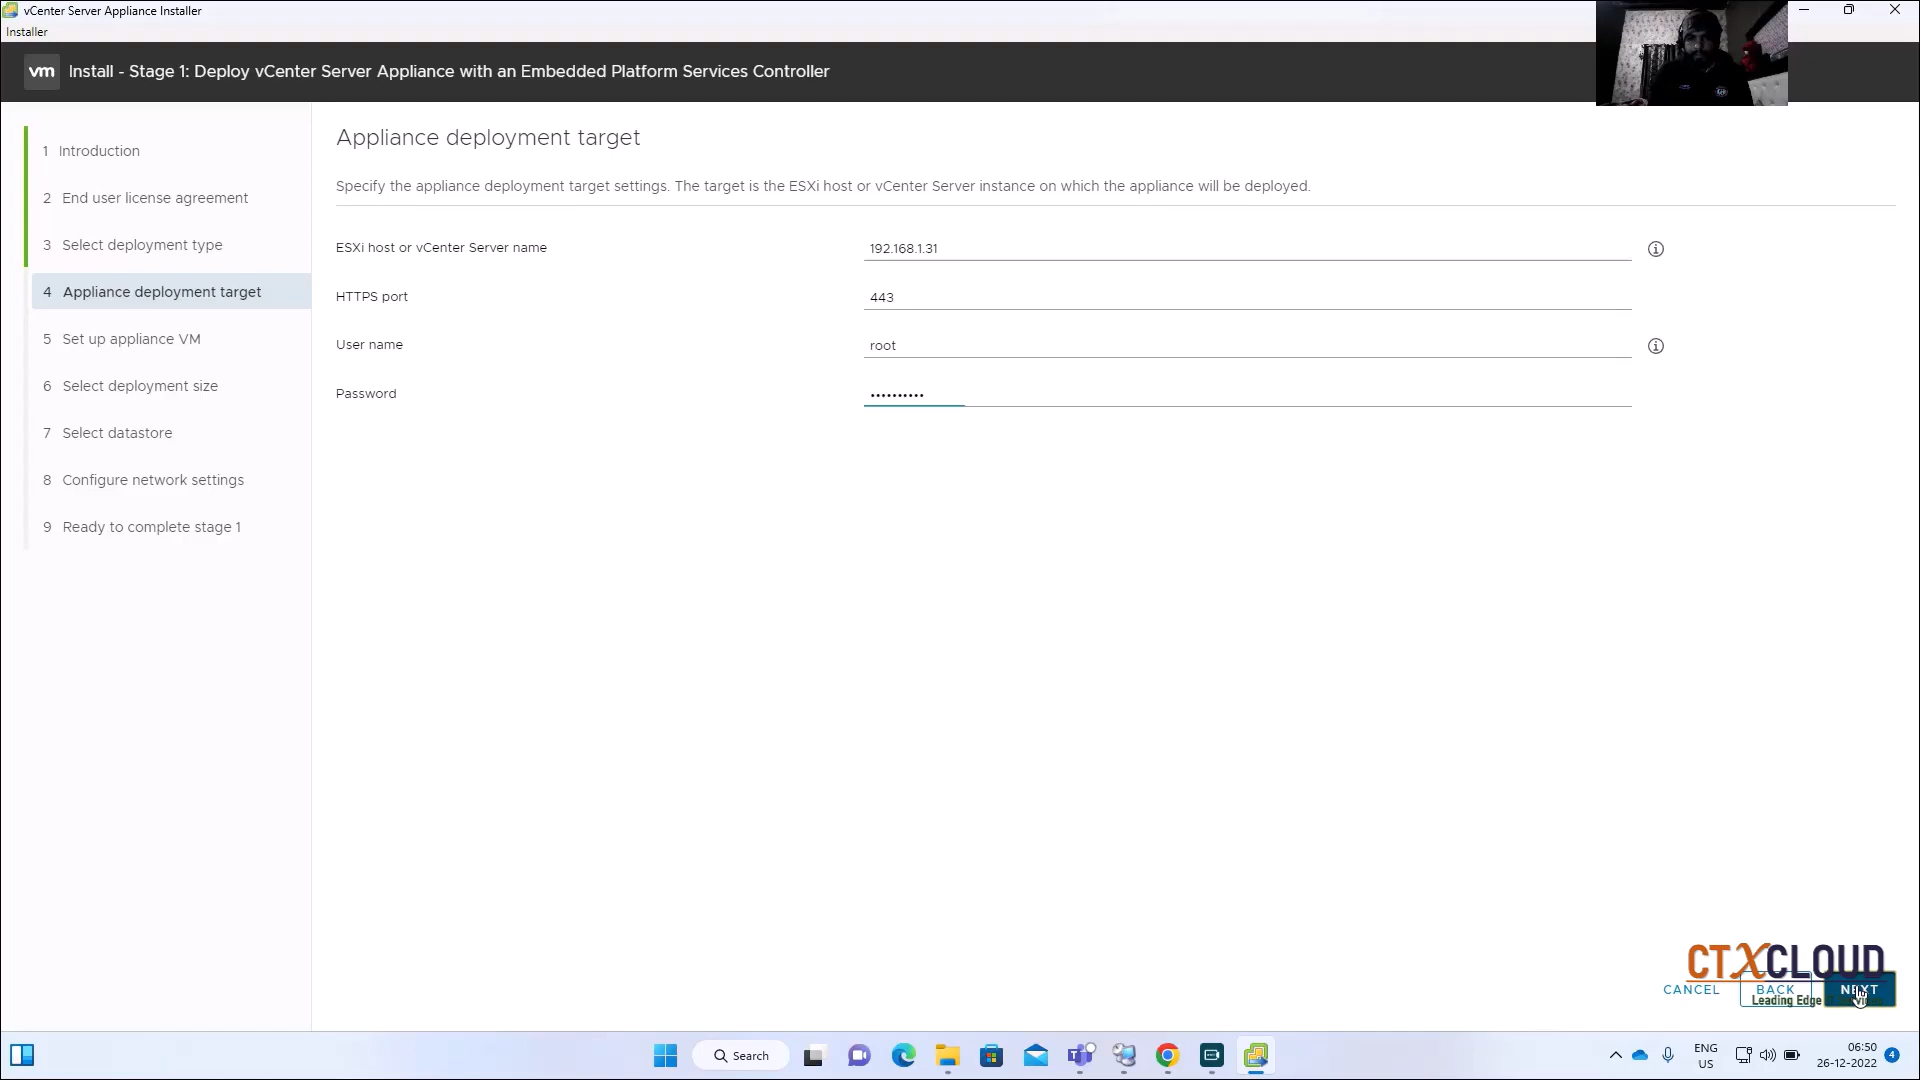 vCenter Server Appliance Installer
Installer
vm Install - Stage 1: Deploy vCenter Server Appliance with an Embedded Platform Services Controller
1 Introduction
2 End user license agreement
3 Select deployment type
4 Appliance deployment target
5 Set up appliance VM
6 Select deployment size
7 Select datastore
8 Configure network settings
9 Ready to complete stage 1
Appliance deployment target
Specify the appliance deployment target settings. The target is the ESXi host or vCenter Server instance on which the appliance will be deployed.
ESXi host or vCenter Server name 192.168.1.31
HTTPS port 443
User name root
Password ••••••••••
CTXCLOUD
Leading Edge
CANCEL BACK NEXT
Search
ENG
US
06:50
26-12-2022
4